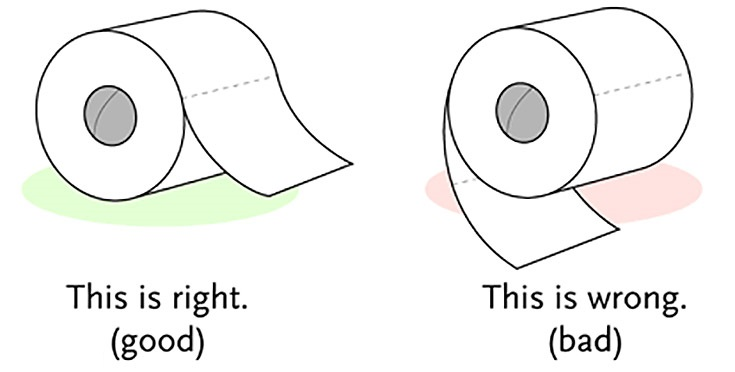 This is right.
(good)
This is wrong.
(bad)